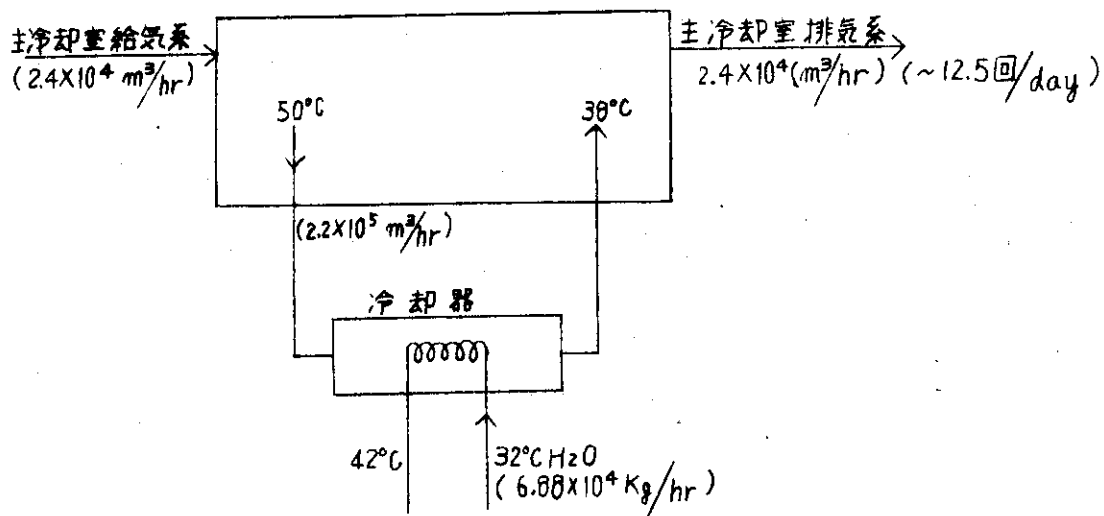 主冷却室給気系
(2.4×10⁴ m³/hr)
主冷却室排気系
2.4×10⁴(m³/hr) (~12.5回/day)
50°C
38°C
(2.2×10⁵ m³/hr)
冷却器
42°C
32°C H₂O
(6.88×10⁴ Kg/hr)